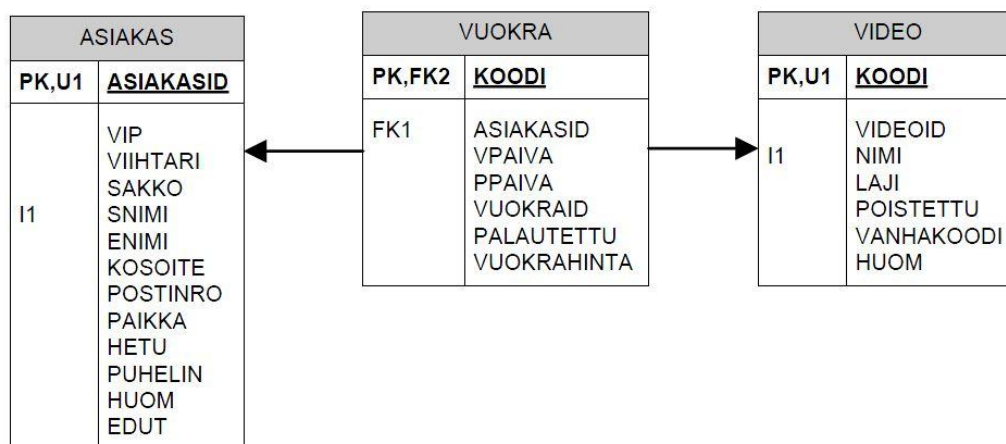 ASIAKAS
PK,U1 ASIAKASID
VIP
VIIHTARI
SAKKO
I1 SNIMI
ENIMI
KOSOITE
POSTINRO
PAIKKA
HETU
PUHELIN
HUOM
EDUT
VUOKRA
PK,FK2 KOODI
FK1 ASIAKASID
VPAIVA
PPAIVA
VUOKRAID
PALAUTETTU
VUOKRAHINTA
VIDEO
PK,U1 KOODI
VIDEOID
I1 NIMI
LAJI
POISTETTU
VANHAKOODI
HUOM